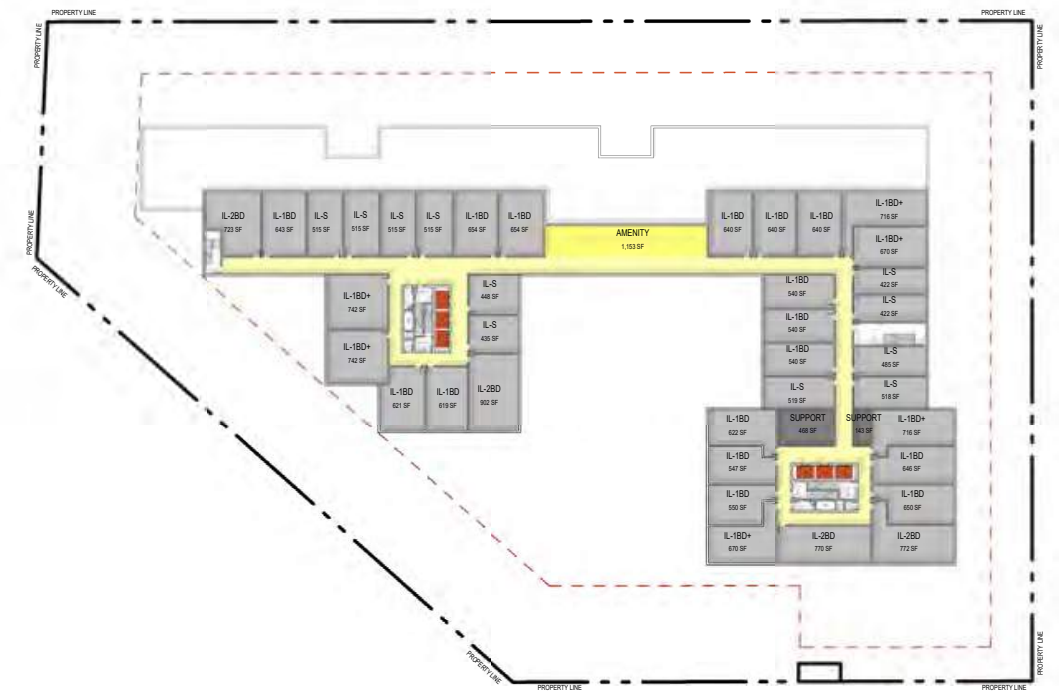 PROPERTY LINE
PROPERTY LINE
PROPERTY LINE
PROPERTY LINE
IL-2BD
723 SF
IL-1BD
643 SF
IL-S
515 SF
IL-S
515 SF
IL-S
515 SF
IL-S
515 SF
IL-1BD
654 SF
IL-1BD
654 SF
AMENITY
1,153 SF
IL-1BD
640 SF
IL-1BD
640 SF
IL-1BD
640 SF
IL-1BD+
716 SF
IL-1BD+
670 SF
IL-S
422 SF
IL-S
422 SF
IL-S
485 SF
IL-S
518 SF
PROPERTY LINE
PROPERTY LINE
IL-1BD+
742 SF
IL-1BD+
742 SF
IL-S
448 SF
IL-S
435 SF
IL-1BD
621 SF
IL-1BD
619 SF
IL-2BD
902 SF
IL-1BD
540 SF
IL-1BD
540 SF
IL-1BD
540 SF
IL-S
519 SF
IL-1BD
622 SF
SUPPORT
468 SF
SUPPORT
143 SF
IL-1BD+
716 SF
IL-1BD
547 SF
IL-1BD
646 SF
IL-1BD
550 SF
IL-1BD
650 SF
IL-1BD+
670 SF
IL-2BD
770 SF
IL-2BD
772 SF
PROPERTY LINE
PROPERTY LINE
PROPERTY LINE
PROPERTY LINE